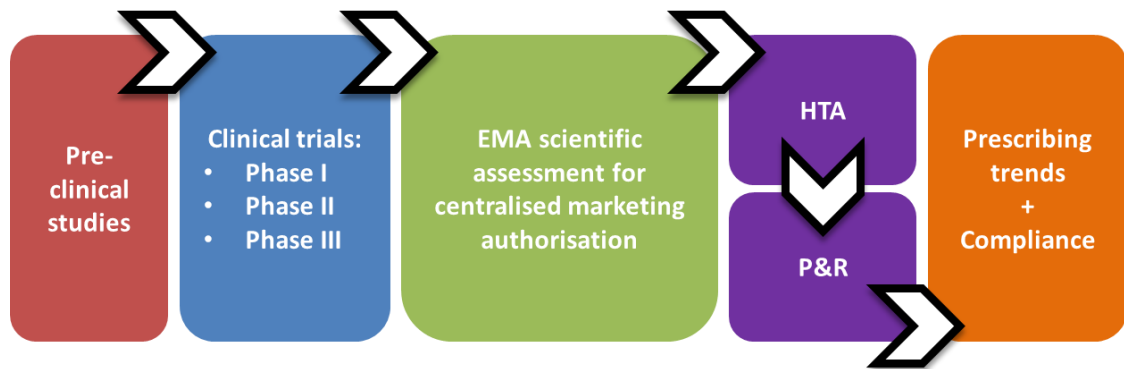 Pre-
clinical
studies
Clinical trials:
• Phase I
• Phase II
• Phase III
EMA scientific
assessment for
centralised marketing
authorisation
HTA
P&R
Prescribing
trends
+
Compliance